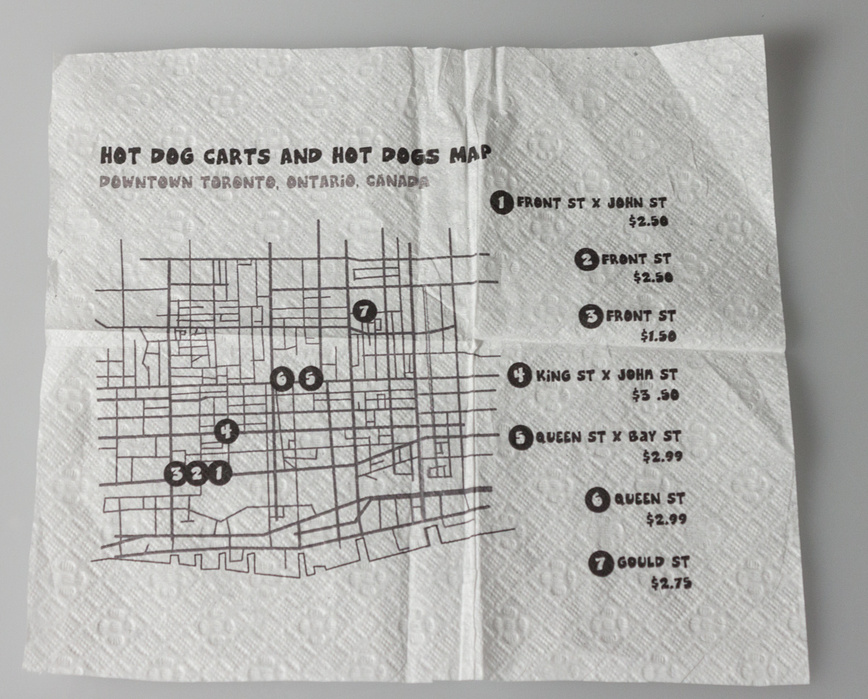 HOT DOG CARTS AND HOT DOGS MAP
DOWNTOWN TORONTO, ONTARIO, CANADA
1 FRONT ST X JOHN ST
$2.50
2 FRONT ST
$2.50
3 FRONT ST
$1.50
4 KING ST X JOHN ST
$3 .50
5 QUEEN ST X BAY ST
$2.99
6 QUEEN ST
$2.99
7 GOULD ST
$2.75
7
6 5
4
3 2 1